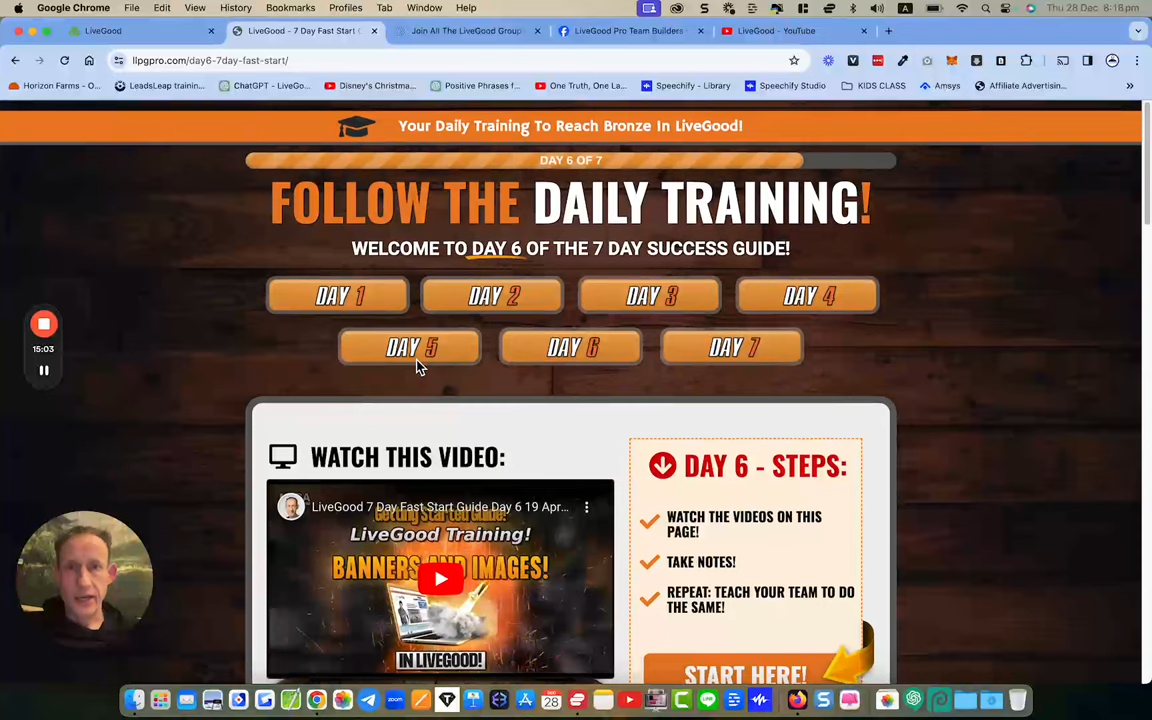 Chrome File Edit View History Bookmarks Profiles Tab Window Help
Thu 28 Dec 8:18pm
LiveGood
LiveGood - 7 Day Fast Start G
Join All The LiveGood Group
LiveGood Pro Team Builders
LiveGood - YouTube
llpgpro.com/day6-7day-fast-start/
Horizon Farms - O...
LeadsLeap trainin...
ChatGPT - LiveGo...
Disney's Christma...
Positive Phrases f...
One Truth, One La...
Speechify - Library
Speechify Studio
KIDS CLASS
Amsys
Affiliate Advertisin...
Your Daily Training To Reach Bronze In LiveGood!
DAY 6 OF 7
FOLLOW THE DAILY TRAINING!
WELCOME TO DAY 6 OF THE 7 DAY SUCCESS GUIDE!
DAY 1
DAY 2
DAY 3
DAY 4
15:03
DAY 5
DAY 6
DAY 7
WATCH THIS VIDEO:
DAY 6 - STEPS:
LiveGood 7 Day Fast Start Guide Day 6 19 Apr...
Getting Started Guide:
LiveGood Training!
BANNERS AND IMAGES!
IN LIVEGOOD!
WATCH THE VIDEOS ON THIS
PAGE!
TAKE NOTES!
REPEAT: TEACH YOUR TEAM TO DO
THE SAME!
START HERE!